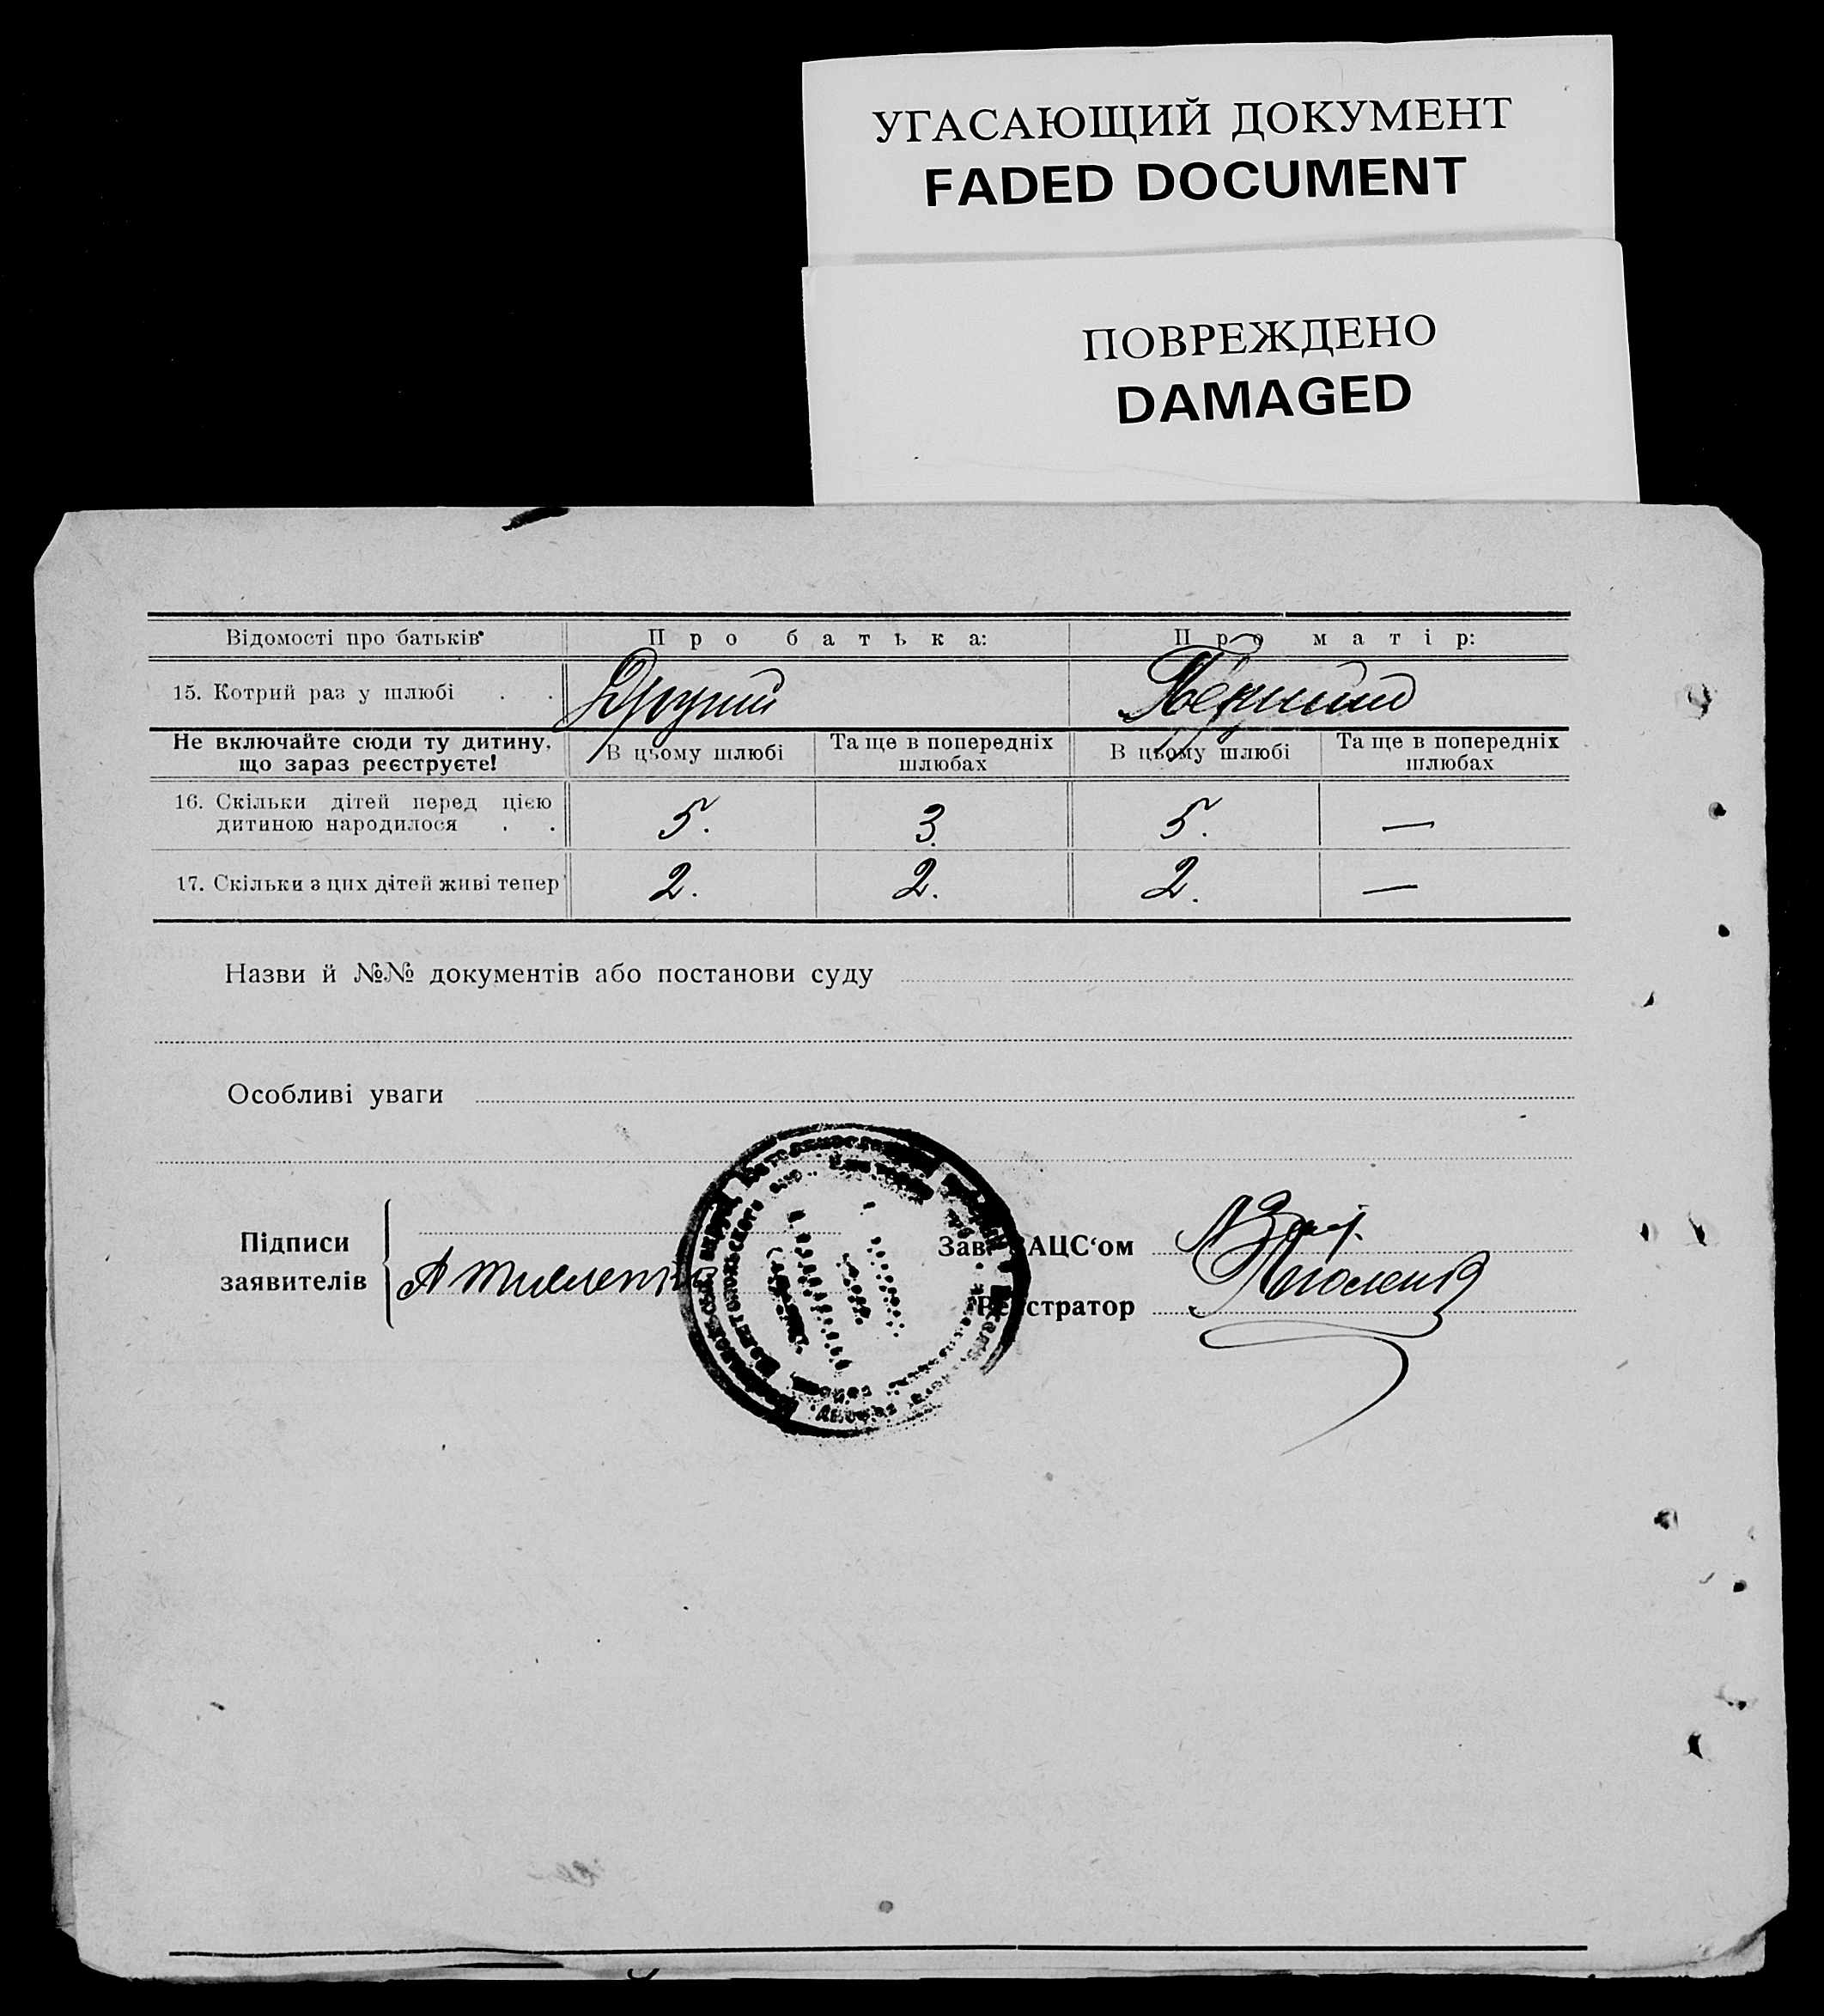 УГАСАЮЩИЙ ДОКУМЕНТ
FADED DOCUMENT
ПОВРЕЖДЕНО
DAMAGED
Відомості про батьків Про батька: Про матір:
15. Котрий раз у шлюбі . . Другий Перший
Не включайте сюди ту дитину, що зараз реєструєте! В цьому шлюбі Та ще в попередніх шлюбах В цьому шлюбі Та ще в попередніх шлюбах
16. Скільки дітей перед цією
дитиною народилося . . 5. 3. 5. —
17. Скільки з цих дітей живі тепер 2. 2. 2. —
Назви й №№ документів або постанови суду
Особливі уваги
Підписи
заявителів
Зав. ЗАЦС‘ом
Реєстратор